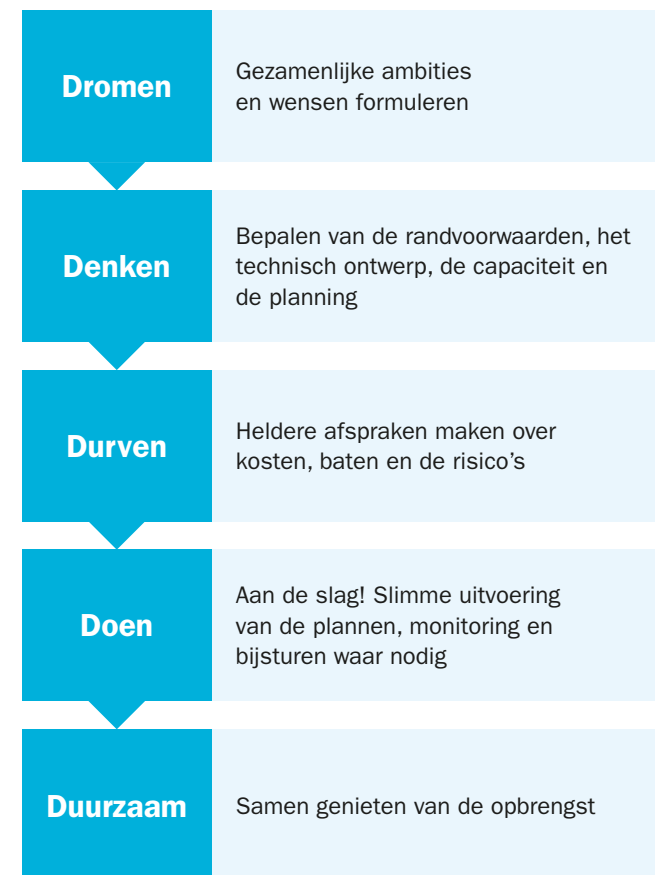 Dromen
Gezamenlijke ambities
en wensen formuleren
Denken
Bepalen van de randvoorwaarden, het
technisch ontwerp, de capaciteit en
de planning
Durven
Heldere afspraken maken over
kosten, baten en de risico’s
Doen
Aan de slag! Slimme uitvoering
van de plannen, monitoring en
bijsturen waar nodig
Duurzaam
Samen genieten van de opbrengst